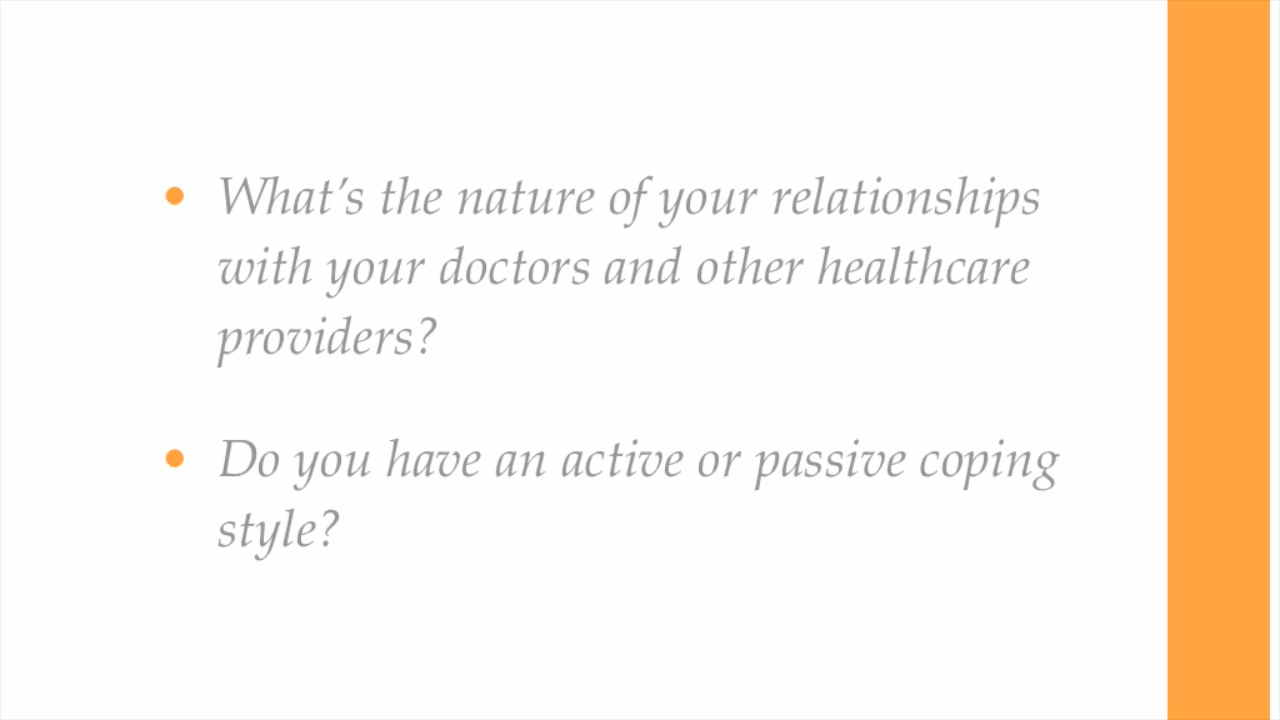 • What’s the nature of your relationships
with your doctors and other healthcare
providers?
• Do you have an active or passive coping
style?